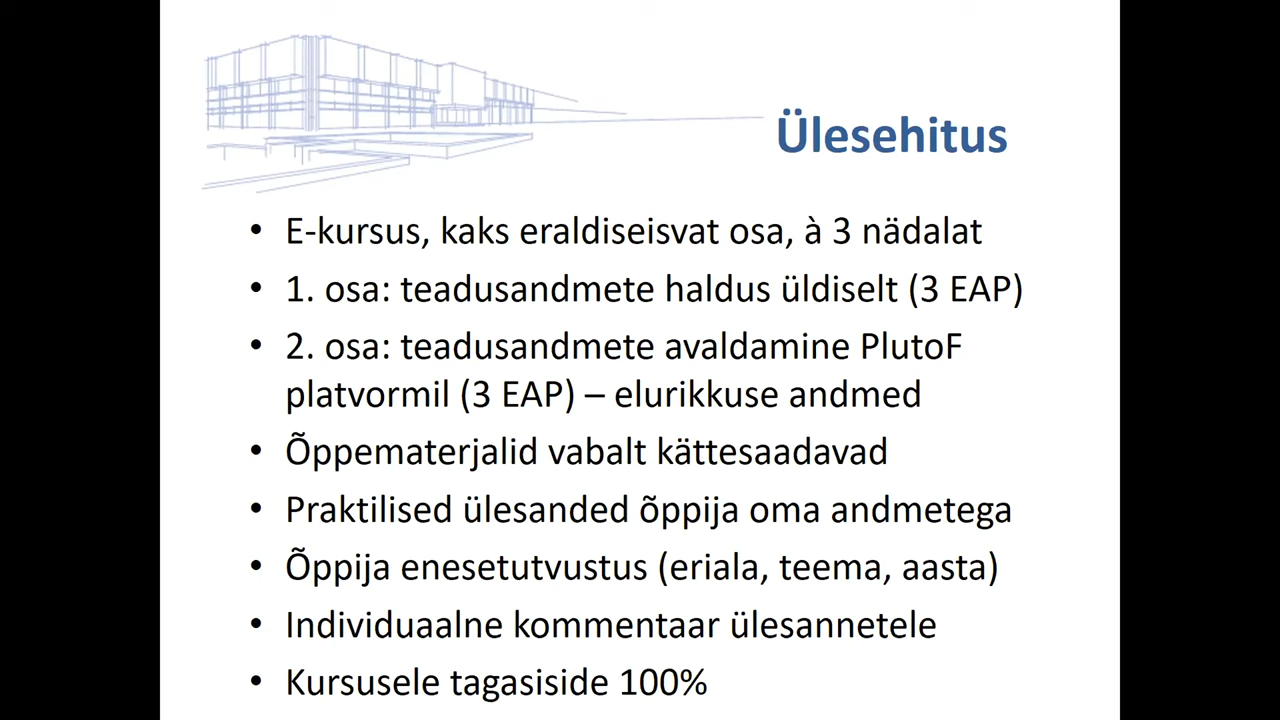 Ülesehitus
• E-kursus, kaks eraldiseisvat osa, à 3 nädalat
• 1. osa: teadusandmete haldus üldiselt (3 EAP)
• 2. osa: teadusandmete avaldamine PlutoF
platvormil (3 EAP) – elurikkuse andmed
• Õppematerjalid vabalt kättesaadavad
• Praktilised ülesanded õppija oma andmetega
• Õppija enesetutvustus (eriala, teema, aasta)
• Individuaalne kommentaar ülesannetele
• Kursusele tagasiside 100%